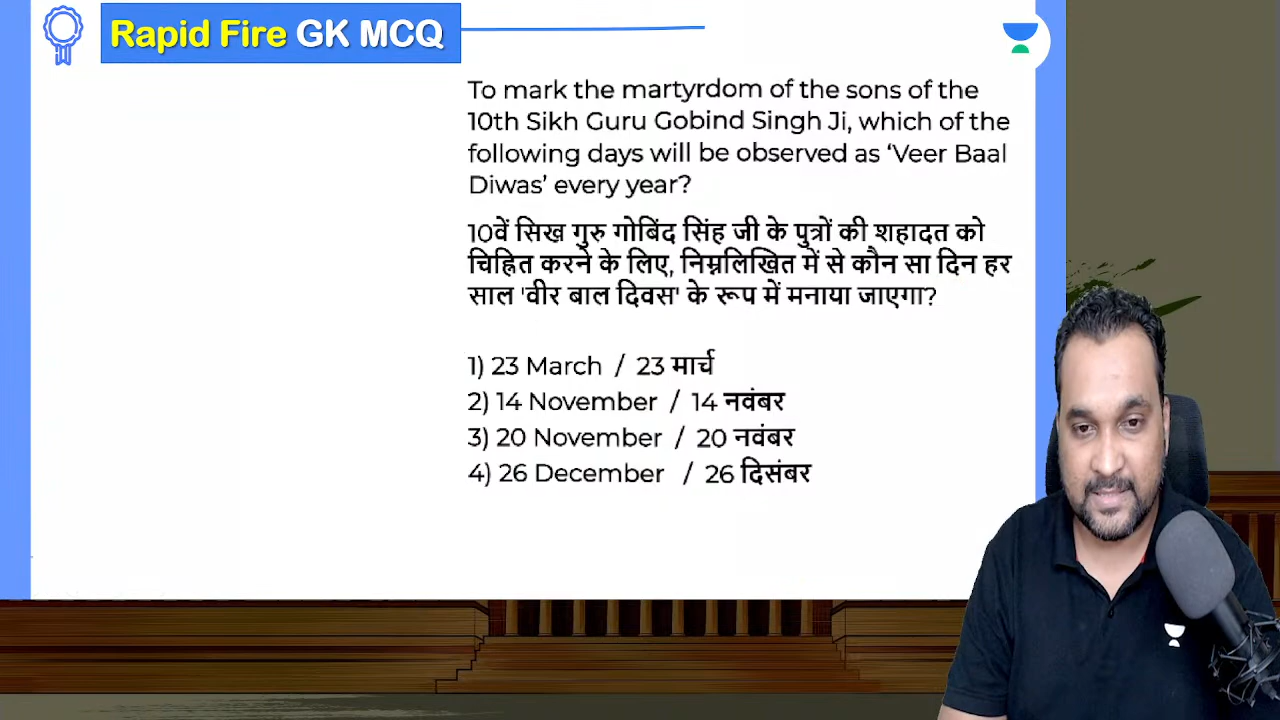 Rapid Fire GK MCQ
To mark the martyrdom of the sons of the
10th Sikh Guru Gobind Singh Ji, which of the
following days will be observed as ‘Veer Baal
Diwas’ every year?
10वें सिख गुरु गोबिंद सिंह जी के पुत्रों की शहादत को
चिह्नित करने के लिए, निम्नलिखित में से कौन सा दिन हर
साल 'वीर बाल दिवस' के रूप में मनाया जाएगा?
1) 23 March / 23 मार्च
2) 14 November / 14 नवंबर
3) 20 November / 20 नवंबर
4) 26 December / 26 दिसंबर